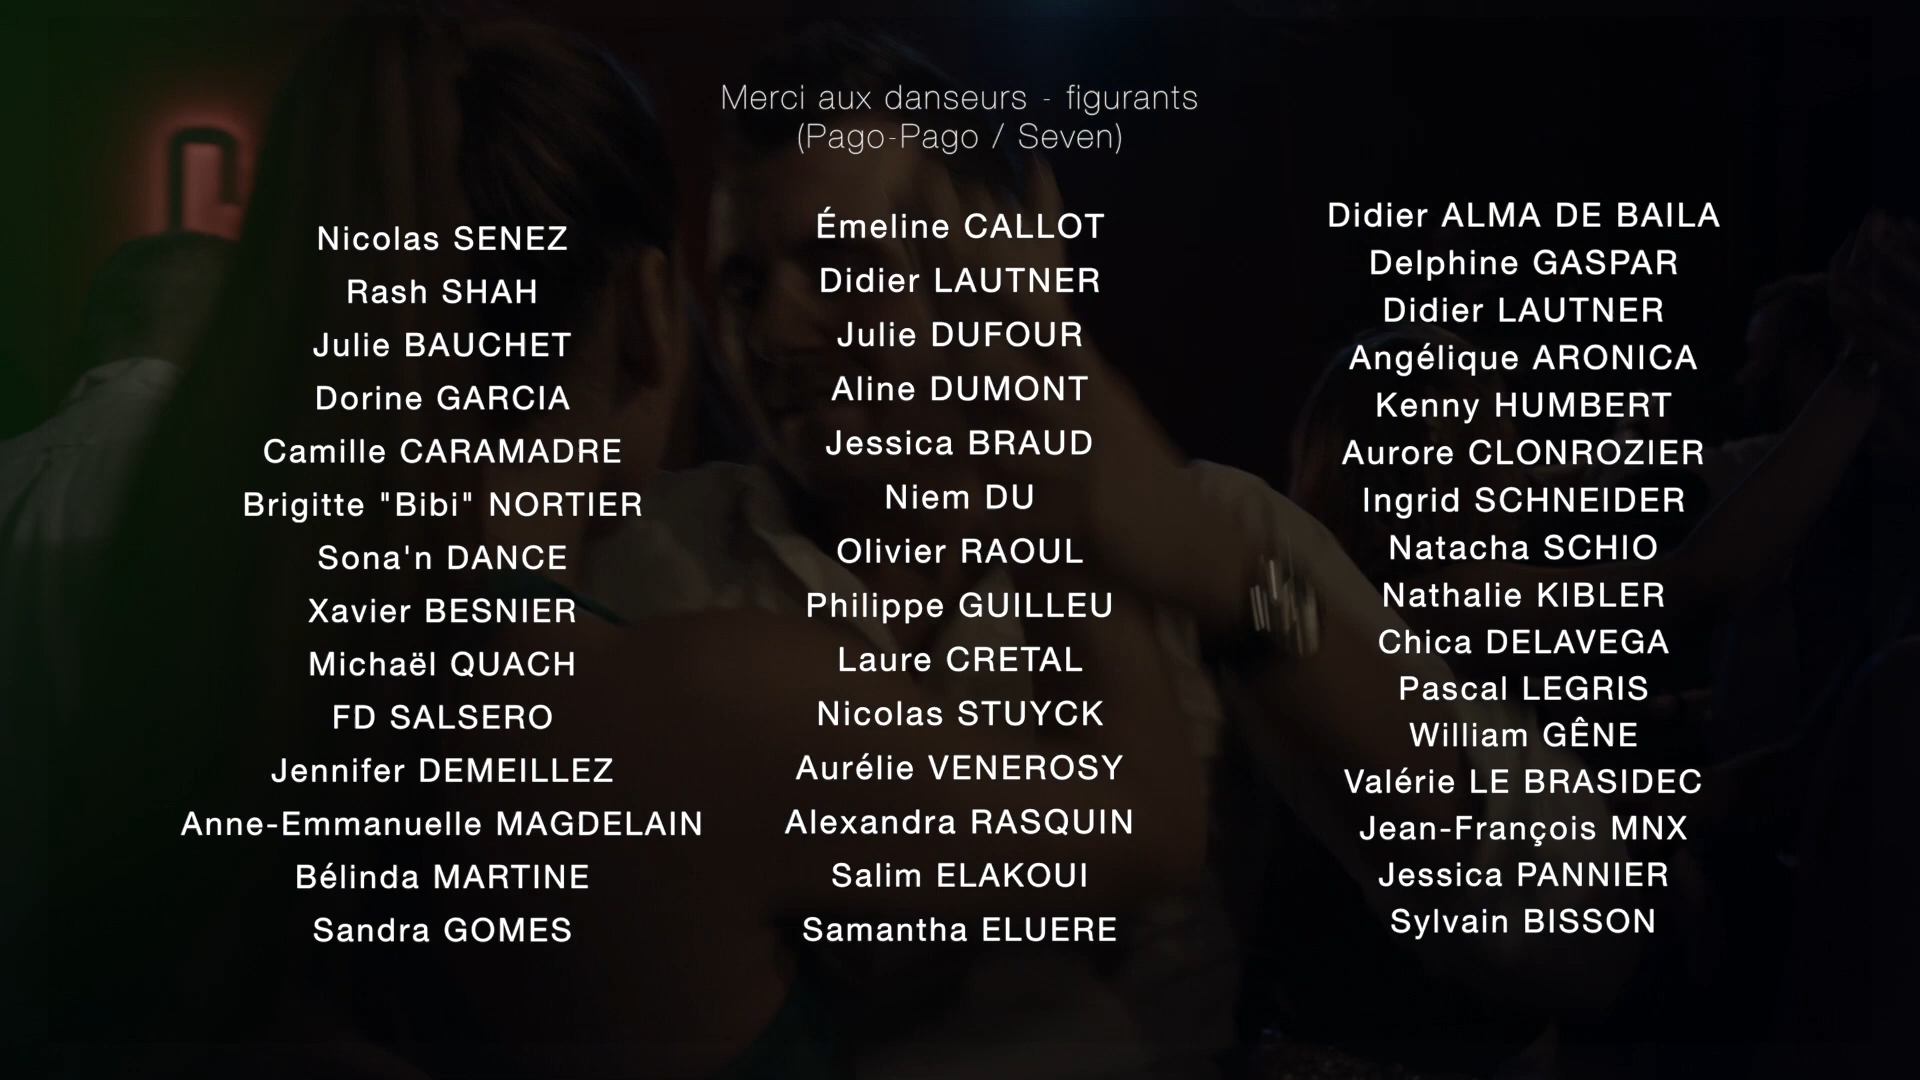 Merci aux danseurs - figurants
(Pago-Pago / Seven)
Nicolas SENEZ
Rash SHAH
Julie BAUCHET
Dorine GARCIA
Camille CARAMADRE
Brigitte "Bibi" NORTIER
Sona'n DANCE
Xavier BESNIER
Michaël QUACH
FD SALSERO
Jennifer DEMEILLEZ
Anne-Emmanuelle MAGDELAIN
Bélinda MARTINE
Sandra GOMES
Émeline CALLOT
Didier LAUTNER
Julie DUFOUR
Aline DUMONT
Jessica BRAUD
Niem DU
Olivier RAOUL
Philippe GUILLEU
Laure CRETAL
Nicolas STUYCK
Aurélie VENEROSY
Alexandra RASQUIN
Salim ELAKOUI
Samantha ELUERE
Didier ALMA DE BAILA
Delphine GASPAR
Didier LAUTNER
Angélique ARONICA
Kenny HUMBERT
Aurore CLONROZIER
Ingrid SCHNEIDER
Natacha SCHIO
Nathalie KIBLER
Chica DELAVEGA
Pascal LEGRIS
William GÊNE
Valérie LE BRASIDEC
Jean-François MNX
Jessica PANNIER
Sylvain BISSON